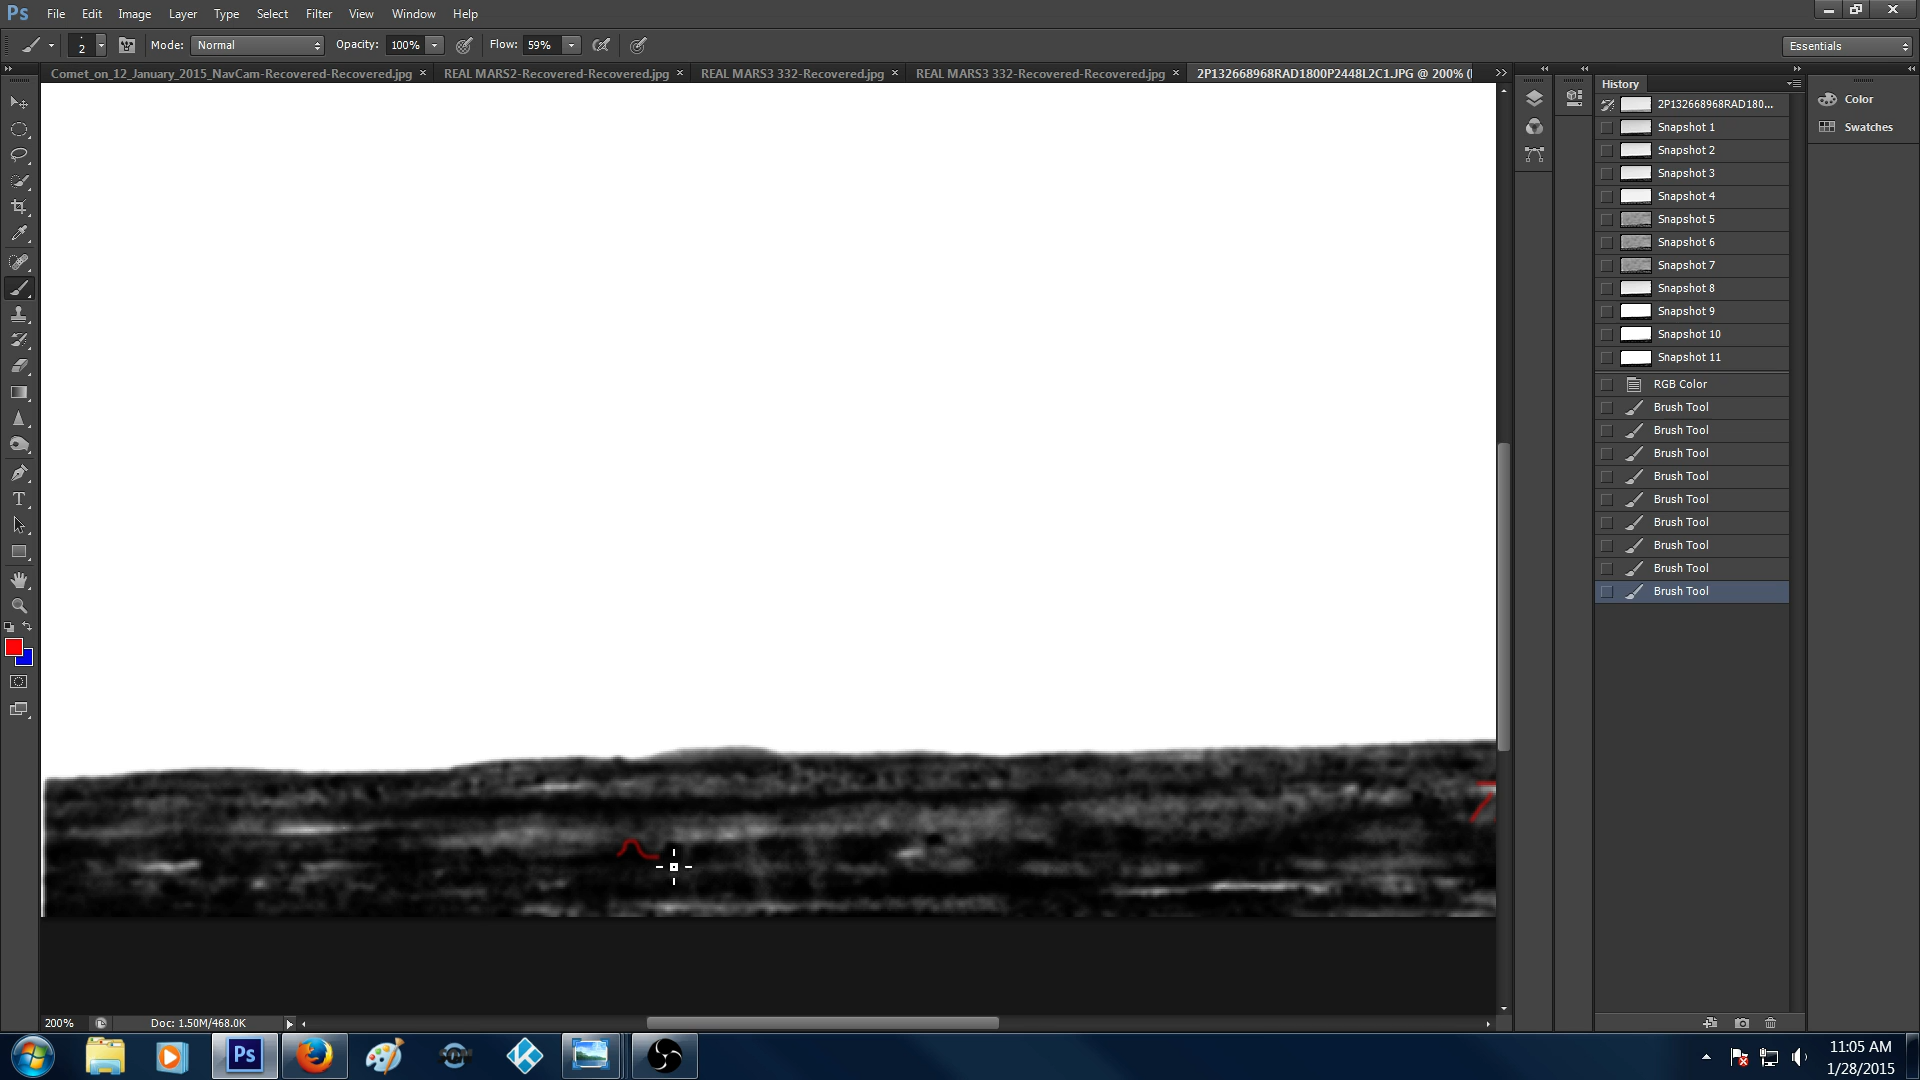 Ps File Edit Image Layer Type Select Filter View Window Help
2 Mode: Normal Opacity: 100% Flow: 59% Essentials
Comet_on_12_January_2015_NavCam-Recovered-Recovered.jpg × REAL MARS2-Recovered-Recovered.jpg × REAL MARS3 332-Recovered.jpg × REAL MARS3 332-Recovered-Recovered.jpg × 2P132668968RAD1800P2448L2C1.JPG @ 200% (
History
2P132668968RAD180...
Snapshot 1
Snapshot 2
Snapshot 3
Snapshot 4
Snapshot 5
Snapshot 6
Snapshot 7
Snapshot 8
Snapshot 9
Snapshot 10
Snapshot 11
RGB Color
Brush Tool
Brush Tool
Brush Tool
Brush Tool
Brush Tool
Brush Tool
Brush Tool
Brush Tool
Brush Tool
Color
Swatches
T
200% Doc: 1.50M/468.0K
Ps
11:05 AM
1/28/2015